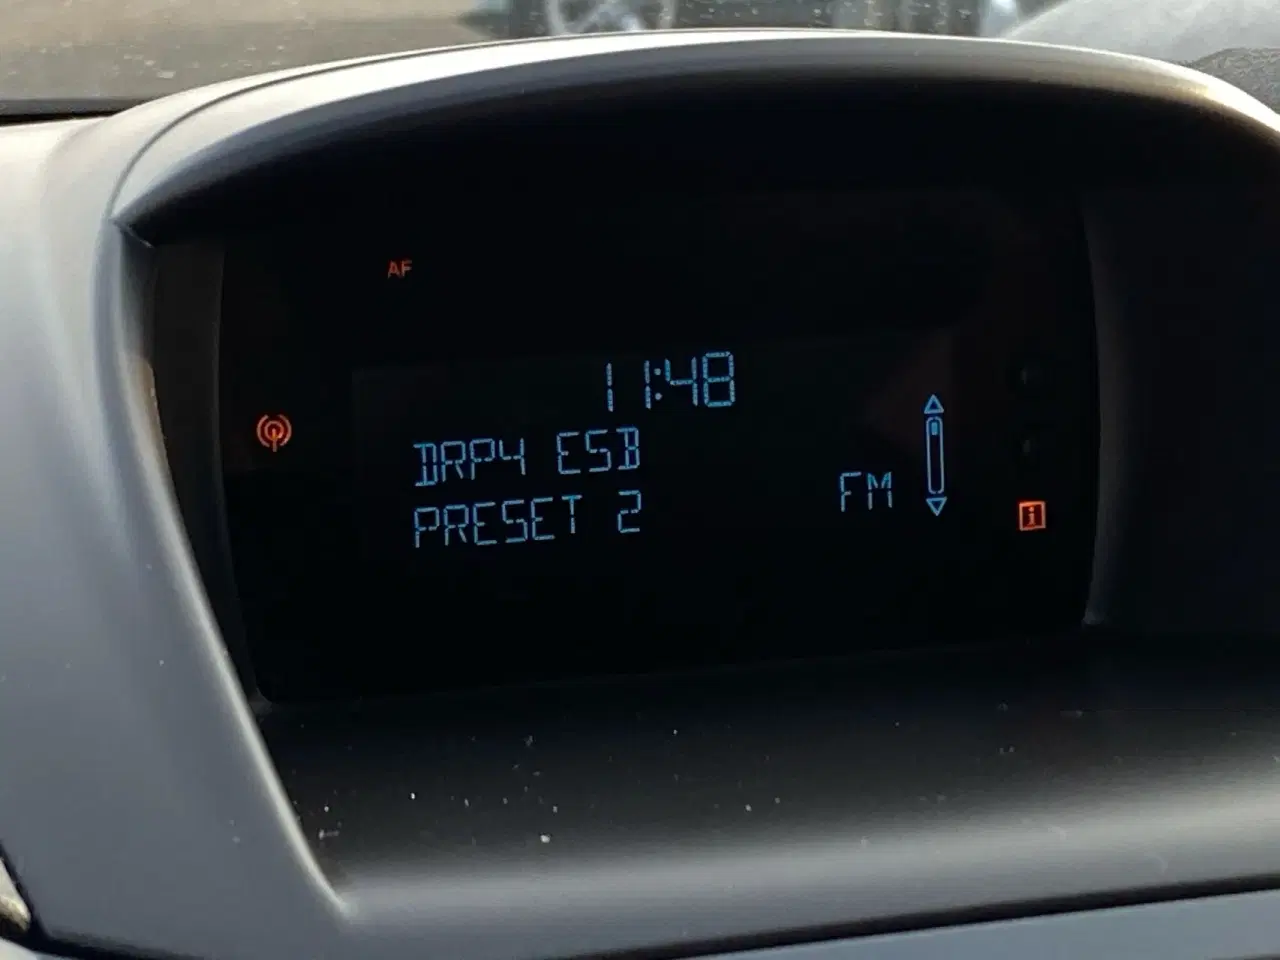 AF
11:48
DRP4 ESB
PRESET 2
FM
i